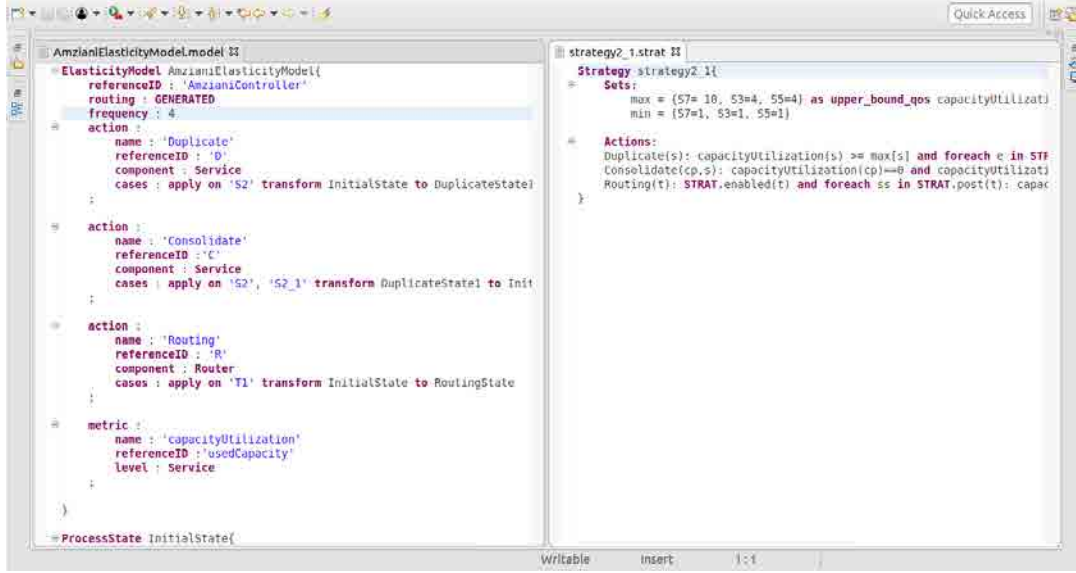 Quick Access
AmzianiElasticityModel.model
ElasticityModel AmzianiElasticityModel{
referenceID : 'AmzianiController'
routing : GENERATED
frequency : 4
action :
name : 'Duplicate'
referenceID : 'D'
component : Service
cases : apply on 'S2' transform InitialState to DuplicateState1
;
action :
name : 'Consolidate'
referenceID :'C'
component : Service
cases : apply on 'S2', 'S2_1' transform DuplicateState1 to Init
;
action :
name : 'Routing'
referenceID : 'R'
component : Router
cases : apply on 'T1' transform InitialState to RoutingState
;
metric :
name : 'capacityUtilization'
referenceID :'usedCapacity'
level : Service
;
}
ProcessState InitialState{
strategy2_1.strat
Strategy strategy2_1{
Sets:
max = {S7= 10, S3=4, S5=4} as upper_bound_qos capacityUtilizati
min = {S7=1, S3=1, S5=1}
Actions:
Duplicate(s): capacityUtilization(s) >= max[s] and foreach e in STR
Consolidate(cp,s): capacityUtilization(cp)==0 and capacityUtilizati
Routing(t): STRAT.enabled(t) and foreach ss in STRAT.post(t): capac
}
Writable
Insert
1 : 1